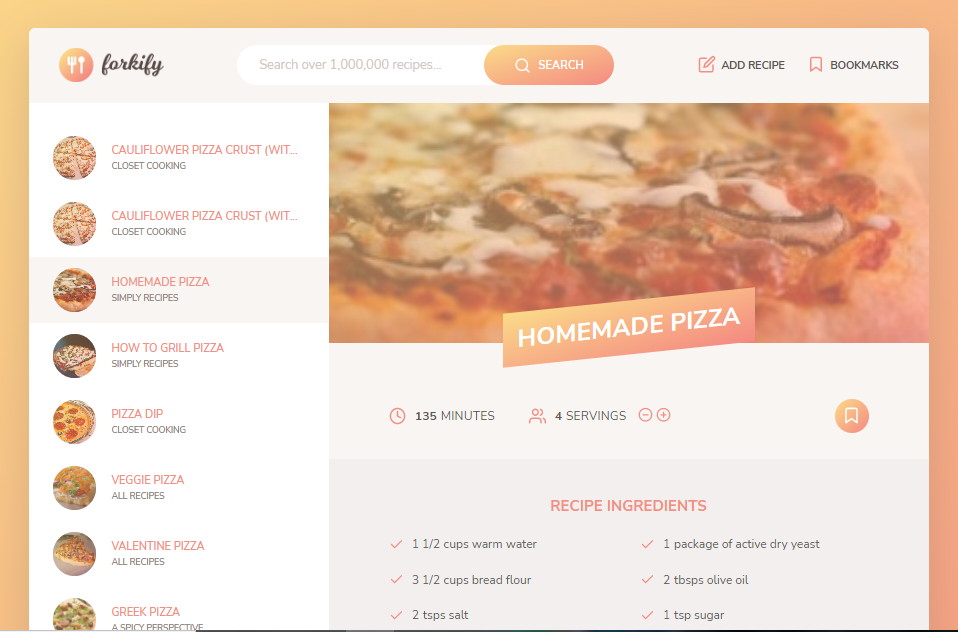 forkify
Search over 1,000,000 recipes...
SEARCH
ADD RECIPE
BOOKMARKS
CAULIFLOWER PIZZA CRUST (WIT...
CLOSET COOKING
CAULIFLOWER PIZZA CRUST (WIT...
CLOSET COOKING
HOMEMADE PIZZA
SIMPLY RECIPES
HOW TO GRILL PIZZA
SIMPLY RECIPES
PIZZA DIP
CLOSET COOKING
VEGGIE PIZZA
ALL RECIPES
VALENTINE PIZZA
ALL RECIPES
GREEK PIZZA
A SPICY PERSPECTIVE
HOMEMADE PIZZA
135 MINUTES
4 SERVINGS
RECIPE INGREDIENTS
1 1/2 cups warm water
1 package of active dry yeast
3 1/2 cups bread flour
2 tbsps olive oil
2 tsps salt
1 tsp sugar